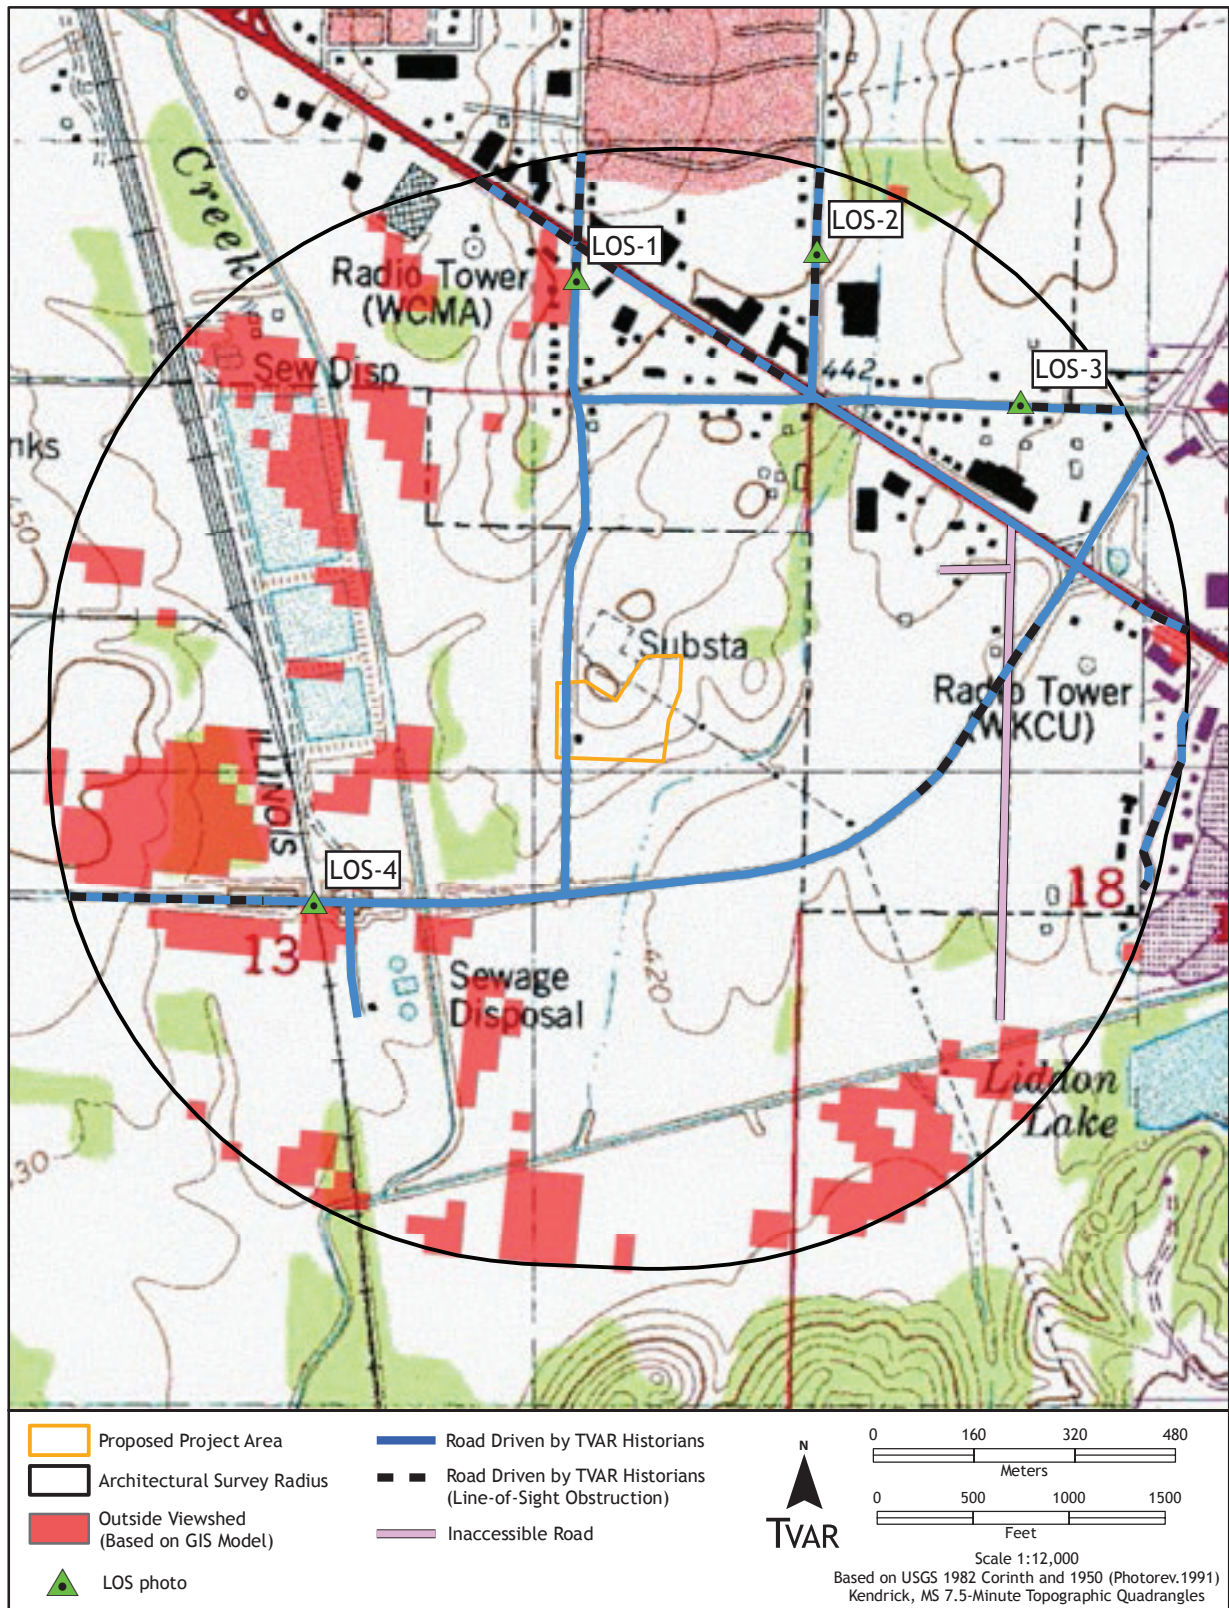 Creek
LOS-2
LOS-1
Radio Tower
(WCMA)
442
LOS-3
Sew Disp
nks
450
Substa
Radio Tower
(WKCU)
ILLINOIS
LOS-4
18
13
Sewage
Disposal
420
Liddon
Lake
30
440
Proposed Project Area
Architectural Survey Radius
Outside Viewshed
(Based on GIS Model)
LOS photo
Road Driven by TVAR Historians
Road Driven by TVAR Historians
(Line-of-Sight Obstruction)
Inaccessible Road
N
TVAR
0 160 320 480
Meters
0 500 1000 1500
Feet
Scale 1:12,000
Based on USGS 1982 Corinth and 1950 (Photorev.1991)
Kendrick, MS 7.5-Minute Topographic Quadrangles